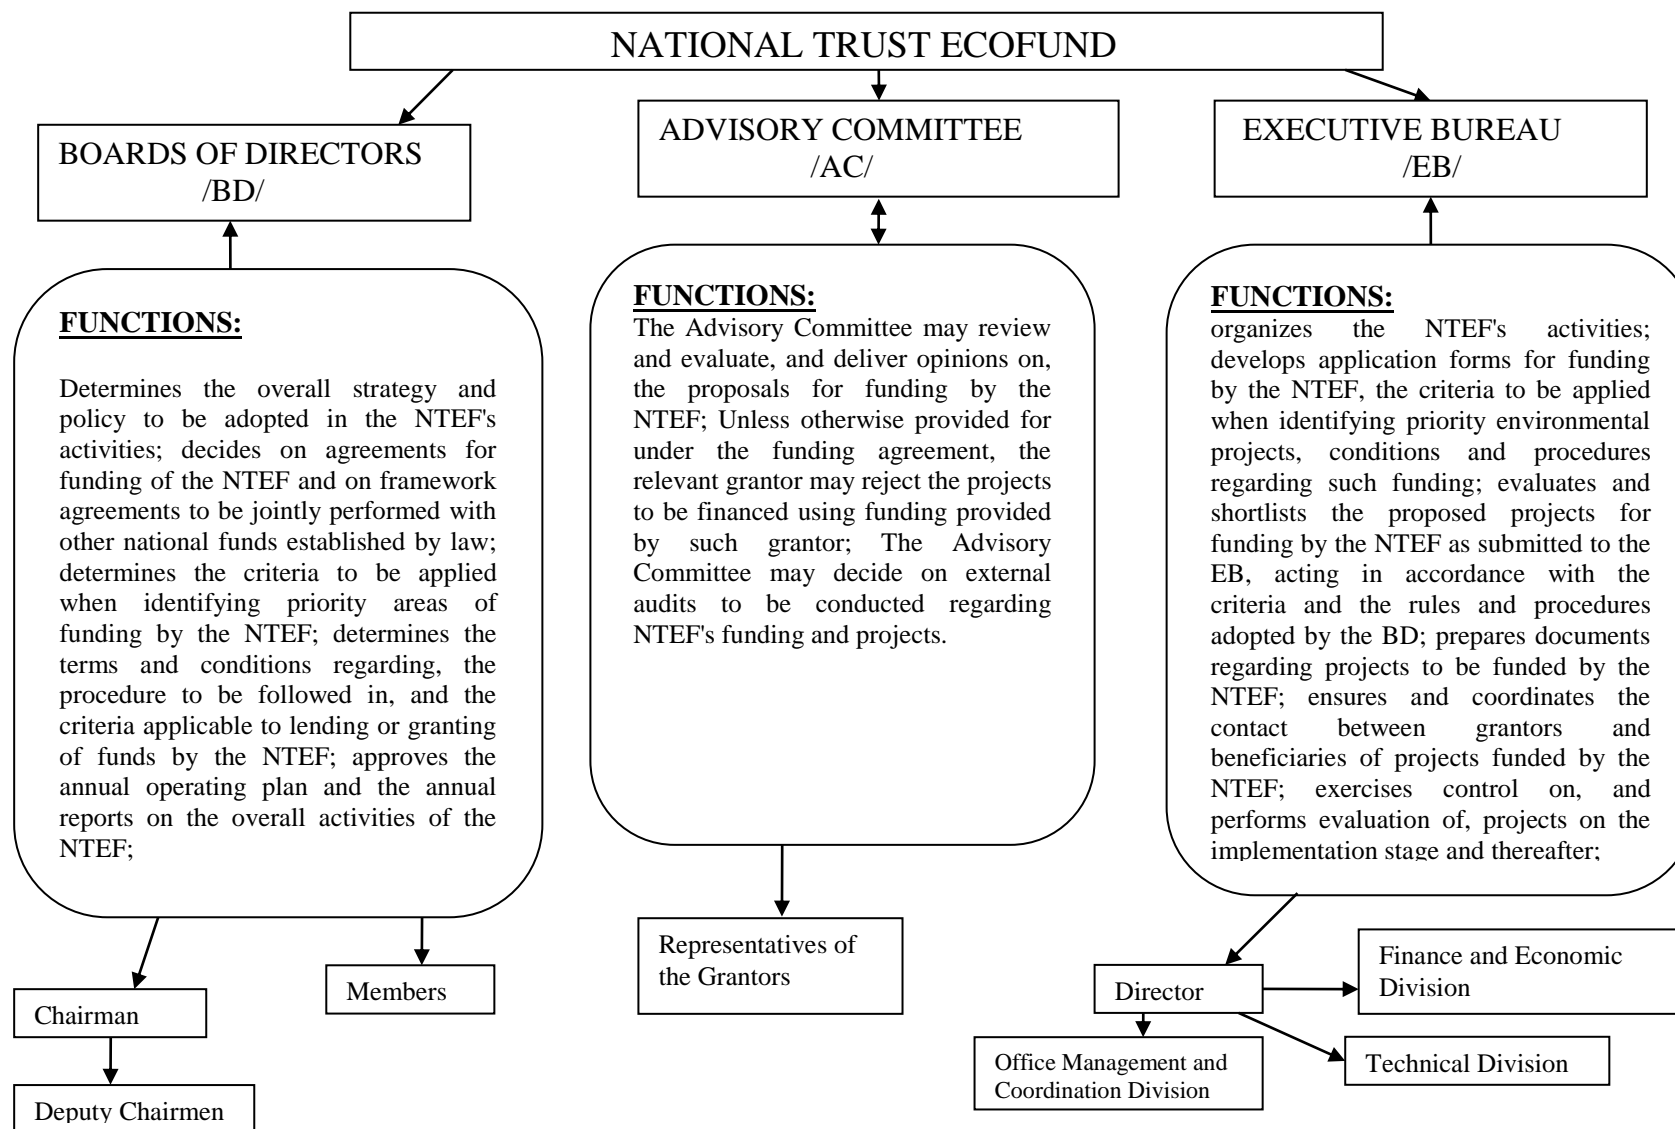 NATIONAL TRUST ECOFUND
BOARDS OF DIRECTORS
/BD/
ADVISORY COMMITTEE
/AC/
EXECUTIVE BUREAU
/EB/
FUNCTIONS:
Determines the overall strategy and
policy to be adopted in the NTEF's
activities; decides on agreements for
funding of the NTEF and on framework
agreements to be jointly performed with
other national funds established by law;
determines the criteria to be applied
when identifying priority areas of
funding by the NTEF; determines the
terms and conditions regarding, the
procedure to be followed in, and the
criteria applicable to lending or granting
of funds by the NTEF; approves the
annual operating plan and the annual
reports on the overall activities of the
NTEF;
FUNCTIONS:
The Advisory Committee may review
and evaluate, and deliver opinions on,
the proposals for funding by the
NTEF; Unless otherwise provided for
under the funding agreement, the
relevant grantor may reject the projects
to be financed using funding provided
by such grantor; The Advisory
Committee may decide on external
audits to be conducted regarding
NTEF's funding and projects.
FUNCTIONS:
organizes the NTEF's activities;
develops application forms for funding
by the NTEF, the criteria to be applied
when identifying priority environmental
projects, conditions and procedures
regarding such funding; evaluates and
shortlists the proposed projects for
funding by the NTEF as submitted to the
EB, acting in accordance with the
criteria and the rules and procedures
adopted by the BD; prepares documents
regarding projects to be funded by the
NTEF; ensures and coordinates the
contact between grantors and
beneficiaries of projects funded by the
NTEF; exercises control on, and
performs evaluation of, projects on the
implementation stage and thereafter;
Chairman
Deputy Chairmen
Members
Representatives of
the Grantors
Director
Finance and Economic
Division
Office Management and
Coordination Division
Technical Division